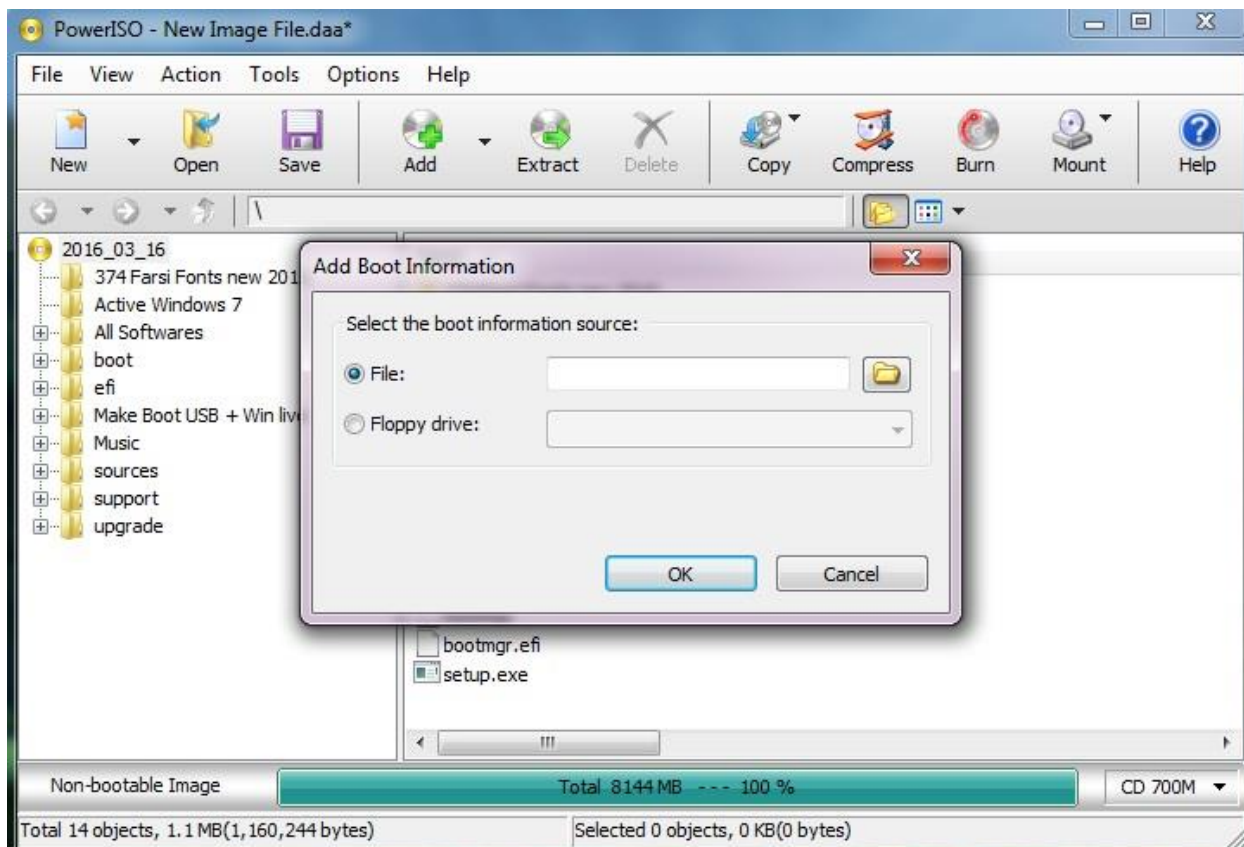 PowerISO - New Image File.daa*
File View Action Tools Options Help
New Open Save Add Extract Delete Copy Compress Burn Mount Help
\
2016_03_16
374 Farsi Fonts new 201
Active Windows 7
All Softwares
boot
efi
Make Boot USB + Win live
Music
sources
support
upgrade
Add Boot Information
Select the boot information source:
File:
Floppy drive:
OK Cancel
bootmgr.efi
setup.exe
Non-bootable Image Total 8144 MB --- 100 % CD 700M
Total 14 objects, 1.1 MB(1,160,244 bytes) Selected 0 objects, 0 KB(0 bytes)